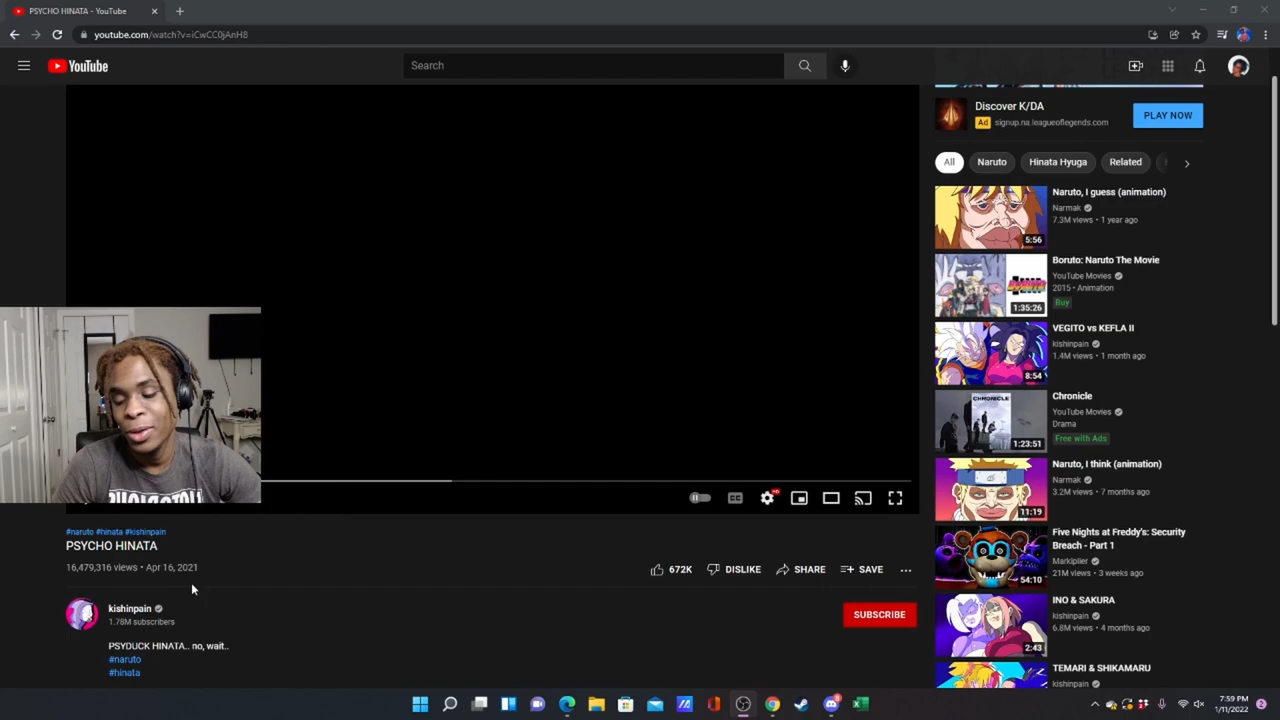 PSYCHO HINATA - YouTube
youtube.com/watch?v=iCwCC0jAnH8
YouTube
Search
Discover K/DA
Ad signup.na.leagueoflegends.com
PLAY NOW
All
Naruto
Hinata Hyuga
Related
Naruto, I guess (animation)
Narmak
7.3M views • 1 year ago
5:56
Boruto: Naruto The Movie
YouTube Movies
2015 • Animation
Buy
1:35:26
VEGITO vs KEFLA II
kishinpain
1.4M views • 1 month ago
8:54
CHRONICLE
Chronicle
YouTube Movies
Drama
Free with Ads
1:23:51
Naruto, I think (animation)
Narmak
3.2M views • 7 months ago
11:19
Five Nights at Freddy's: Security
Breach - Part 1
Markiplier
21M views • 3 weeks ago
54:10
INO & SAKURA
kishinpain
6.8M views • 4 months ago
2:43
TEMARI & SHIKAMARU
kishinpain
#naruto #hinata #kishinpain
PSYCHO HINATA
16,479,316 views • Apr 16, 2021
672K
DISLIKE
SHARE
SAVE
kishinpain
1.78M subscribers
SUBSCRIBE
PSYDUCK HINATA.. no, wait..
#naruto
#hinata
7:59 PM
1/11/2022